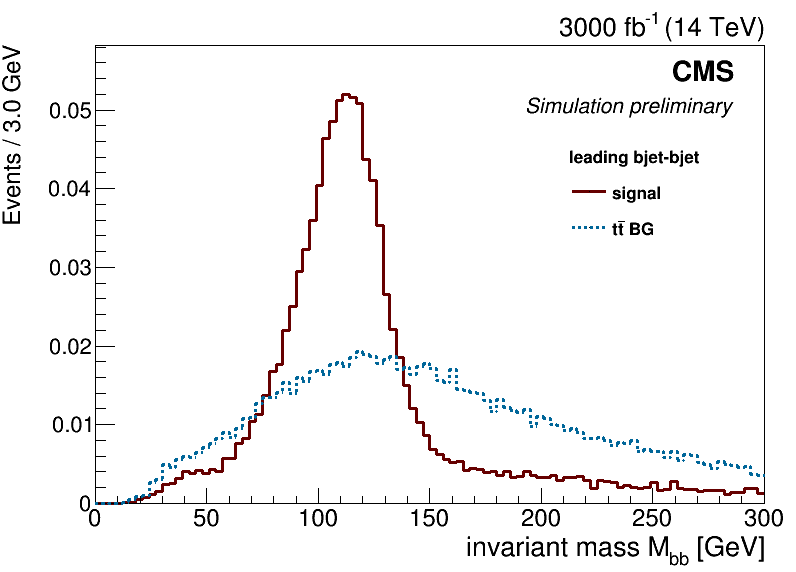 3000 fb⁻¹ (14 TeV)
CMS
Simulation preliminary
leading bjet-bjet
signal
tt̄ BG
Events / 3.0 GeV
0.05
0.04
0.03
0.02
0.01
0
0 50 100 150 200 250 300
invariant mass M_bb [GeV]